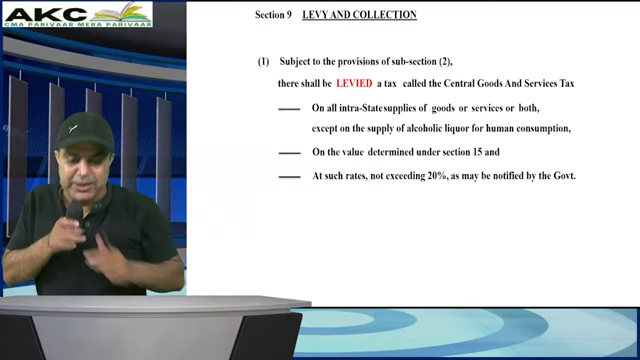 AKC
CMA PARIVAAR MERA PARIVAAR
Section 9 LEVY AND COLLECTION
(1) Subject to the provisions of sub-section (2),
there shall be LEVIED a tax called the Central Goods And Services Tax
On all intra-State supplies of goods or services or both,
except on the supply of alcoholic liquor for human consumption,
On the value determined under section 15 and
At such rates, not exceeding 20%, as may be notified by the Govt.